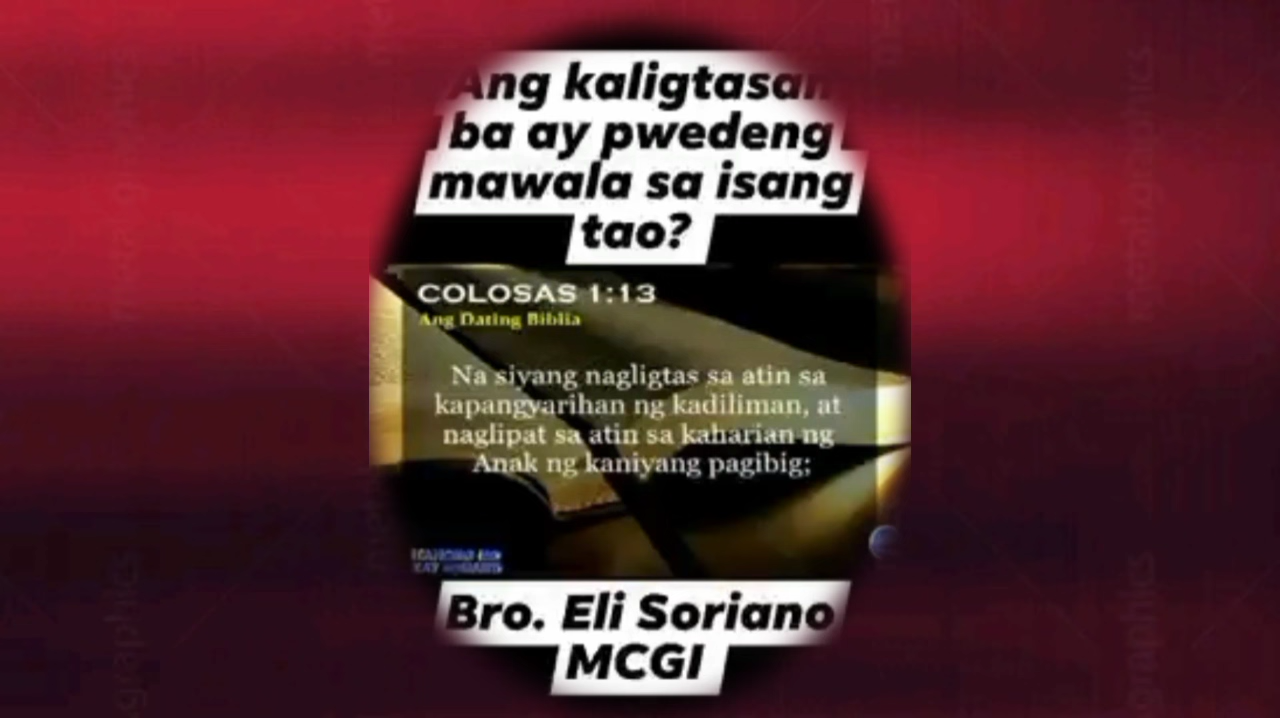 Ang kaligtasan
ba ay pwedeng
mawala sa isang
tao?
COLOSAS 1:13
Ang Dating Biblia
Na siyang nagligtas sa atin sa
kapangyarihan ng kadiliman, at
naglipat sa atin sa kaharian ng
Anak ng kaniyang pagibig;
Bro. Eli Soriano
MCGI